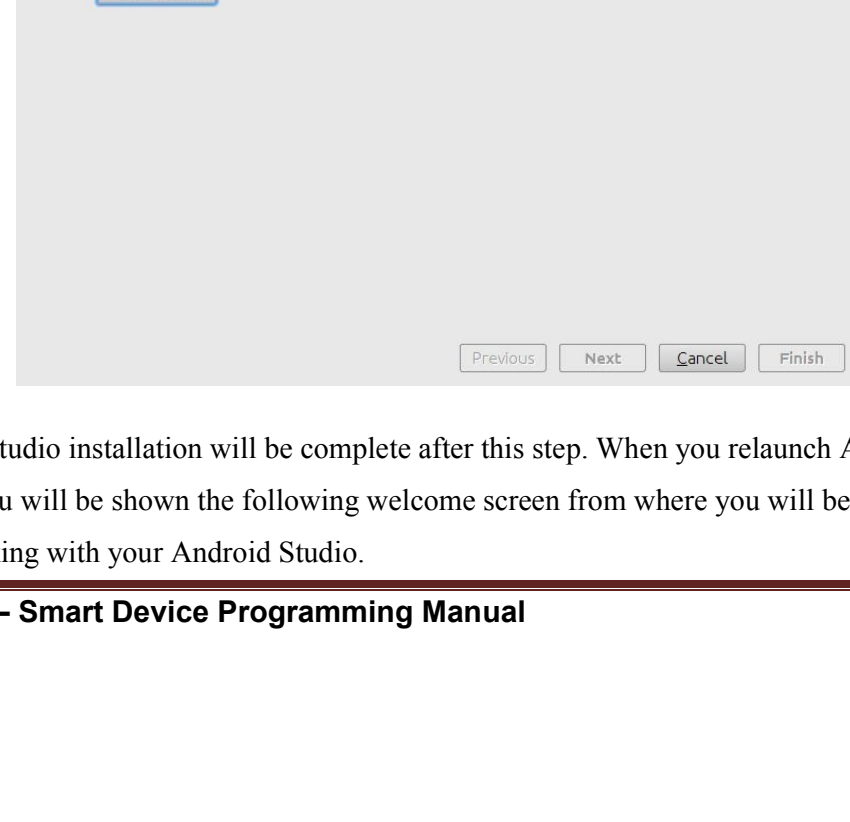 Previous Next Cancel Finish
tudio installation will be complete after this step. When you relaunch A
u will be shown the following welcome screen from where you will be
ing with your Android Studio.
- Smart Device Programming Manual